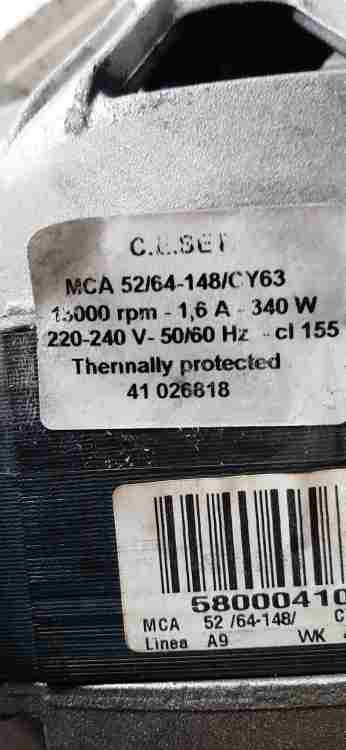 C.E.SET
MCA 52/64-148/CY63
13000 rpm - 1,6 A - 340 W
220-240 V- 50/60 Hz - cl 155
Thermally protected
41 026818
58000410
MCA 52 /64-148/ C
Linea A9 WK